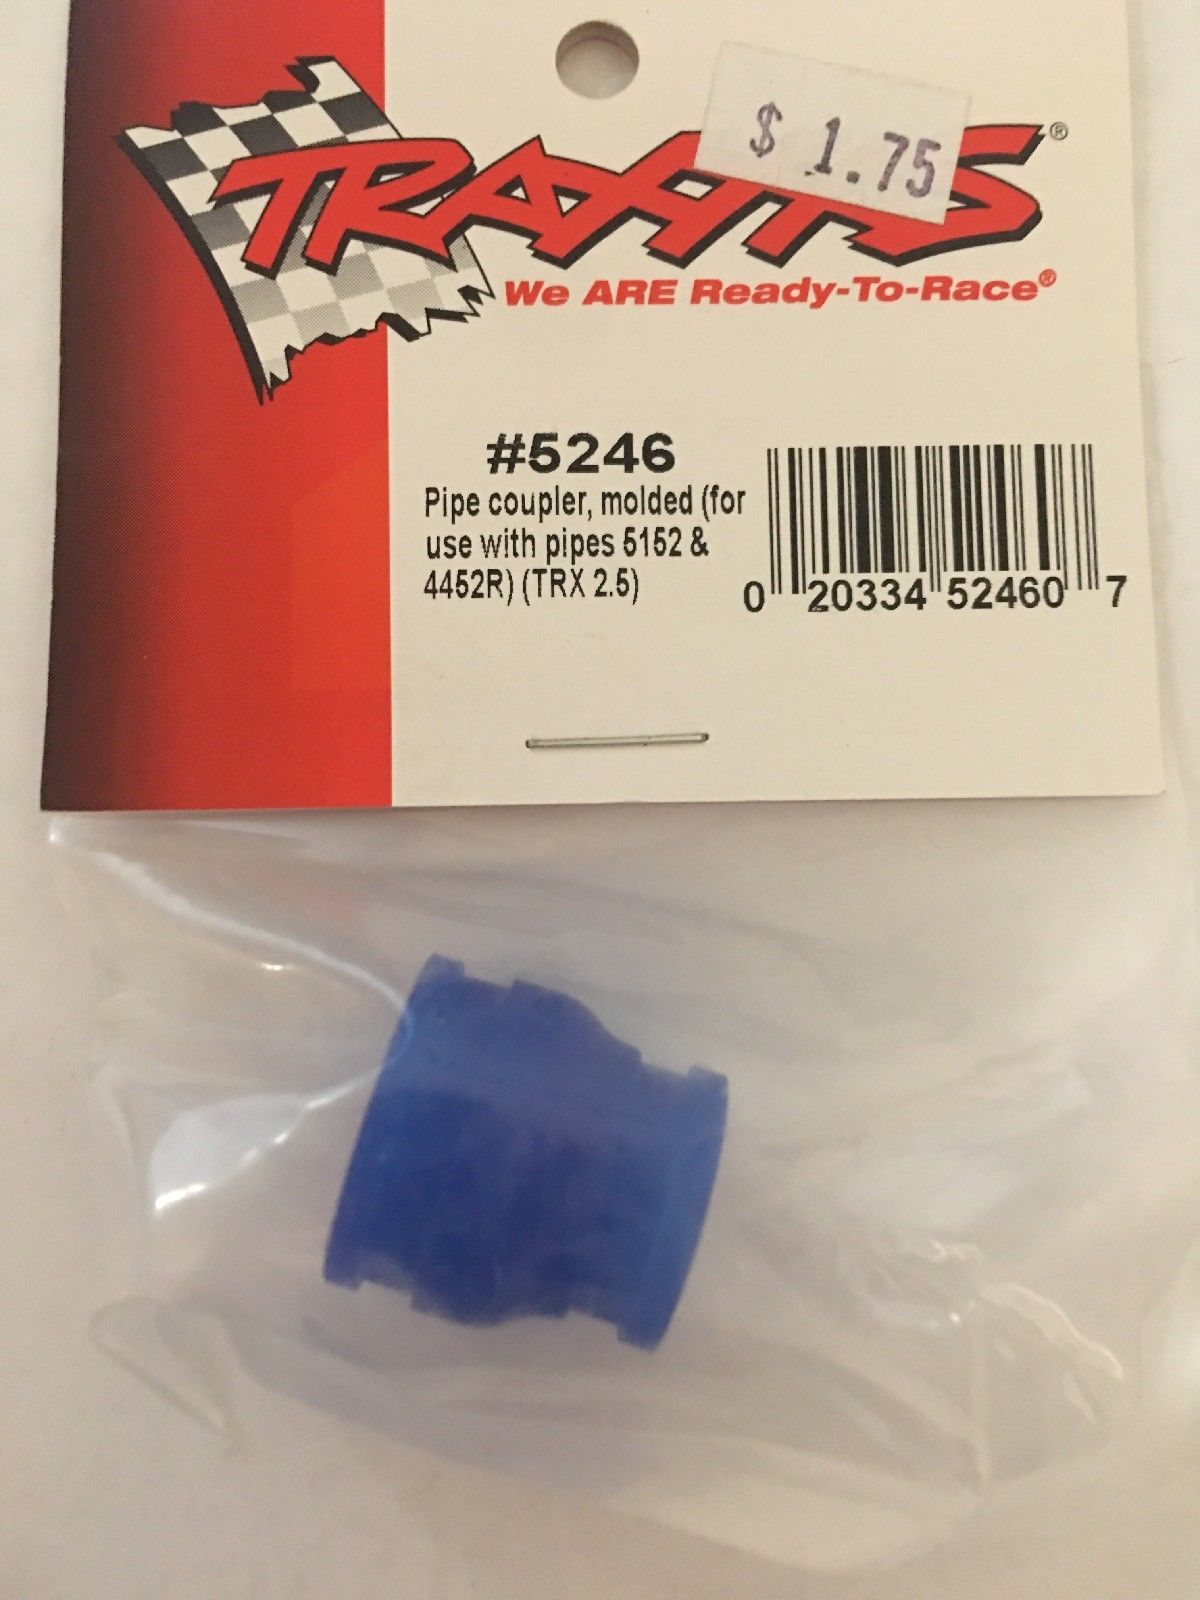 $ 1.75
TRAXXAS®
We ARE Ready-To-Race®
#5246
Pipe coupler, molded (for
use with pipes 5152 &
4452R) (TRX 2.5)
0 20334 52460 7